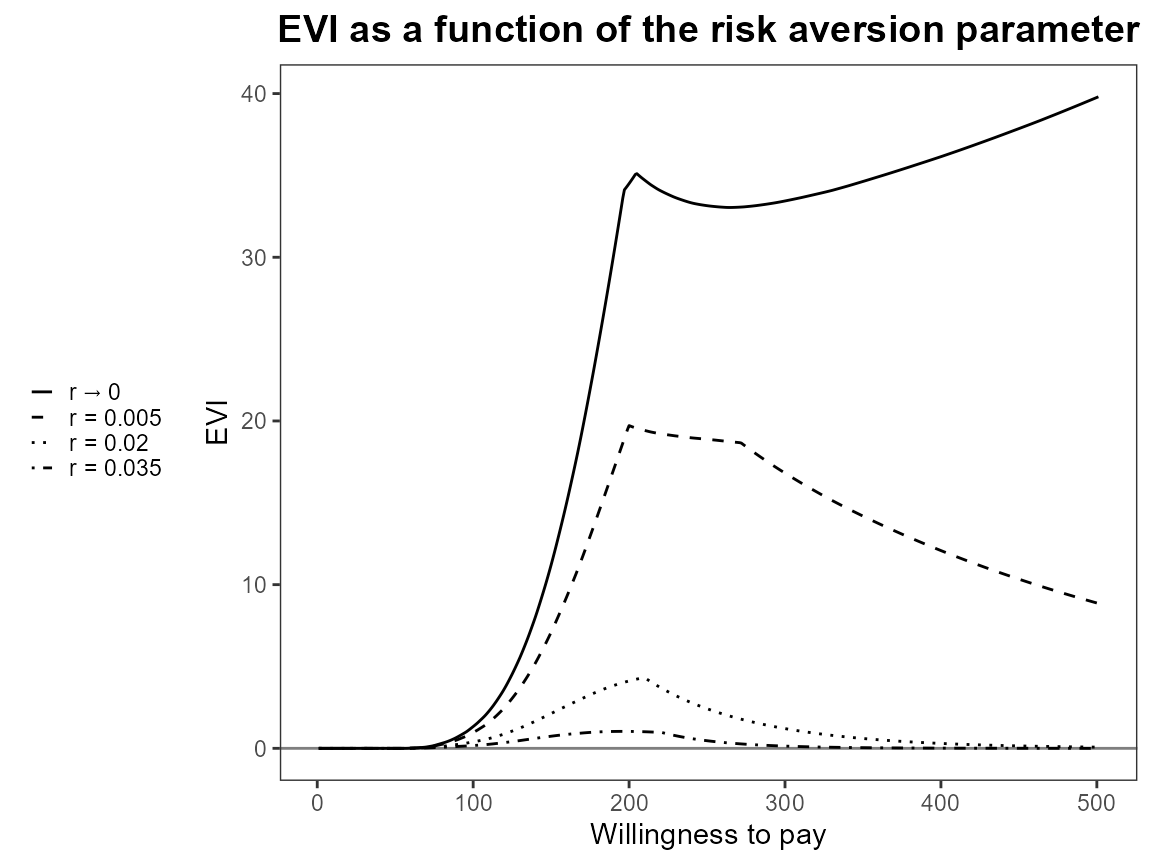 EVI as a function of the risk aversion parameter
40
30
20
10
0
EVI
r → 0
r = 0.005
r = 0.02
r = 0.035
0 100 200 300 400 500
Willingness to pay